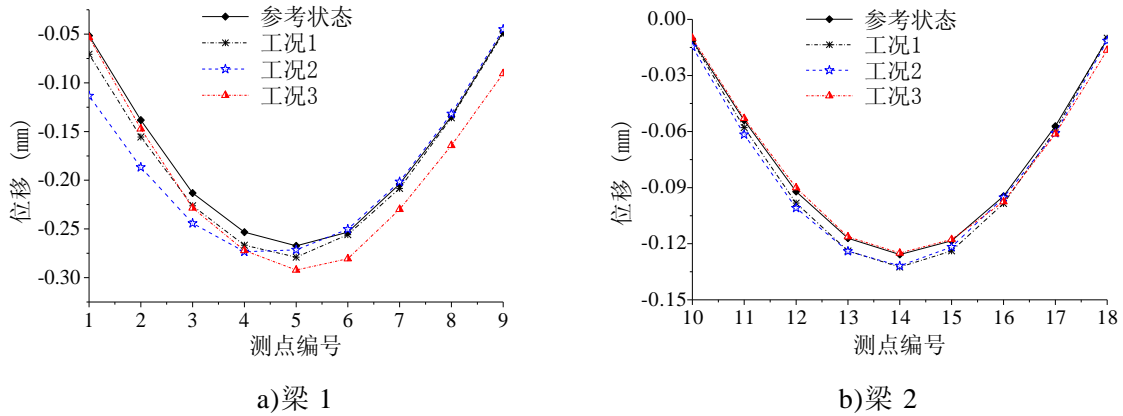 参考状态
工况1
工况2
工况3
-0.05
-0.10
-0.15
-0.20
-0.25
-0.30
位移 (mm)
1 2 3 4 5 6 7 8 9
测点编号
a)梁 1
参考状态
工况1
工况2
工况3
0.00
-0.03
-0.06
-0.09
-0.12
-0.15
位移 (mm)
10 11 12 13 14 15 16 17 18
测点编号
b)梁 2